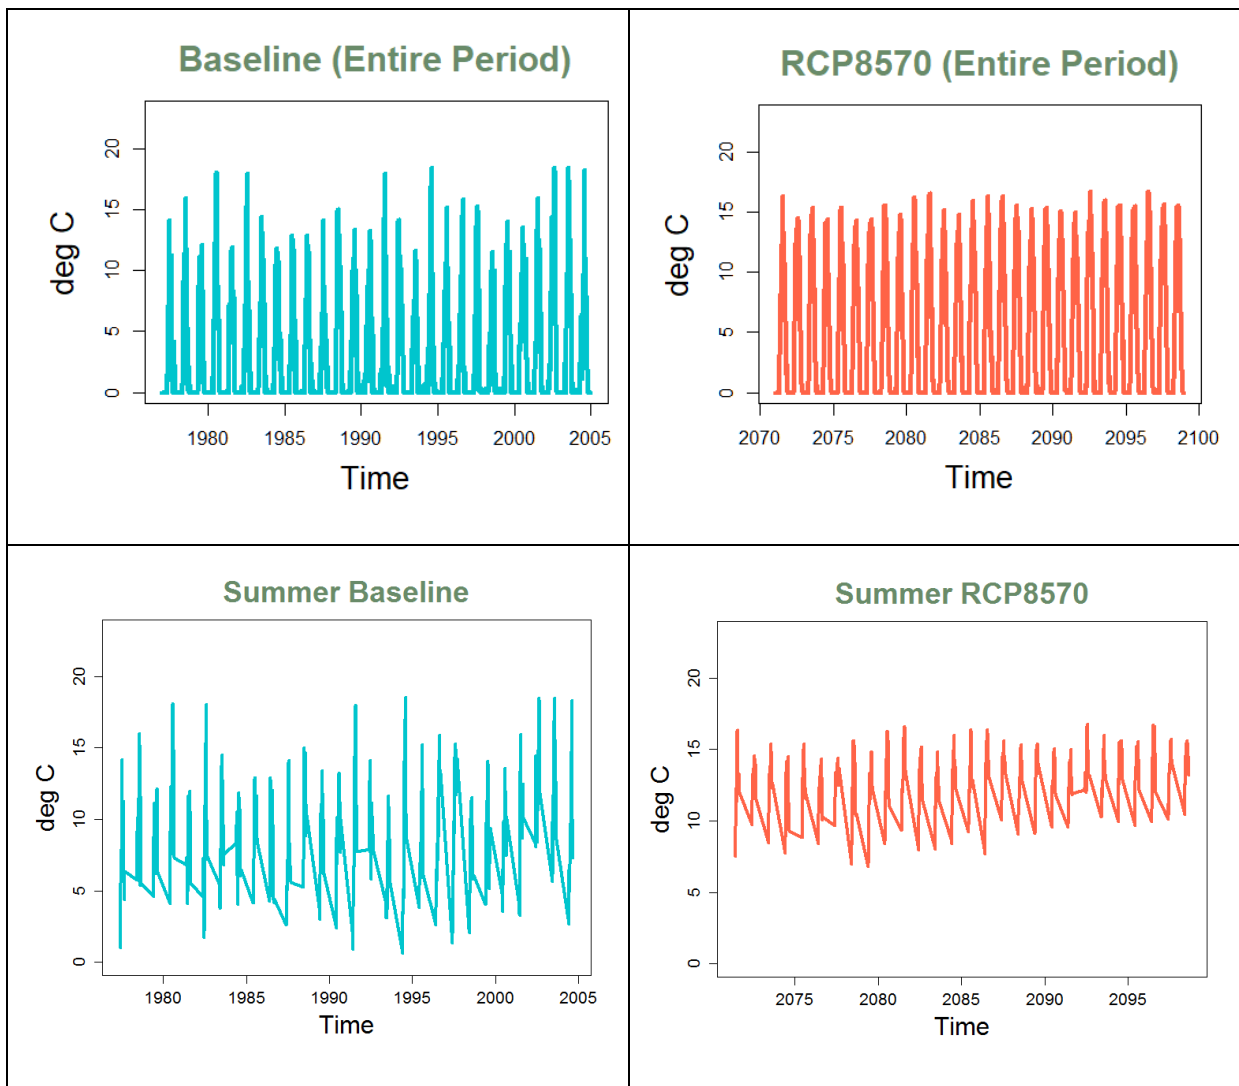 Baseline (Entire Period)
deg C
20
15
10
5
0
1980 1985 1990 1995 2000 2005
Time
RCP8570 (Entire Period)
deg C
20
15
10
5
0
2070 2075 2080 2085 2090 2095 2100
Time
Summer Baseline
deg C
20
15
10
5
0
1980 1985 1990 1995 2000 2005
Time
Summer RCP8570
deg C
20
15
10
5
0
2075 2080 2085 2090 2095
Time